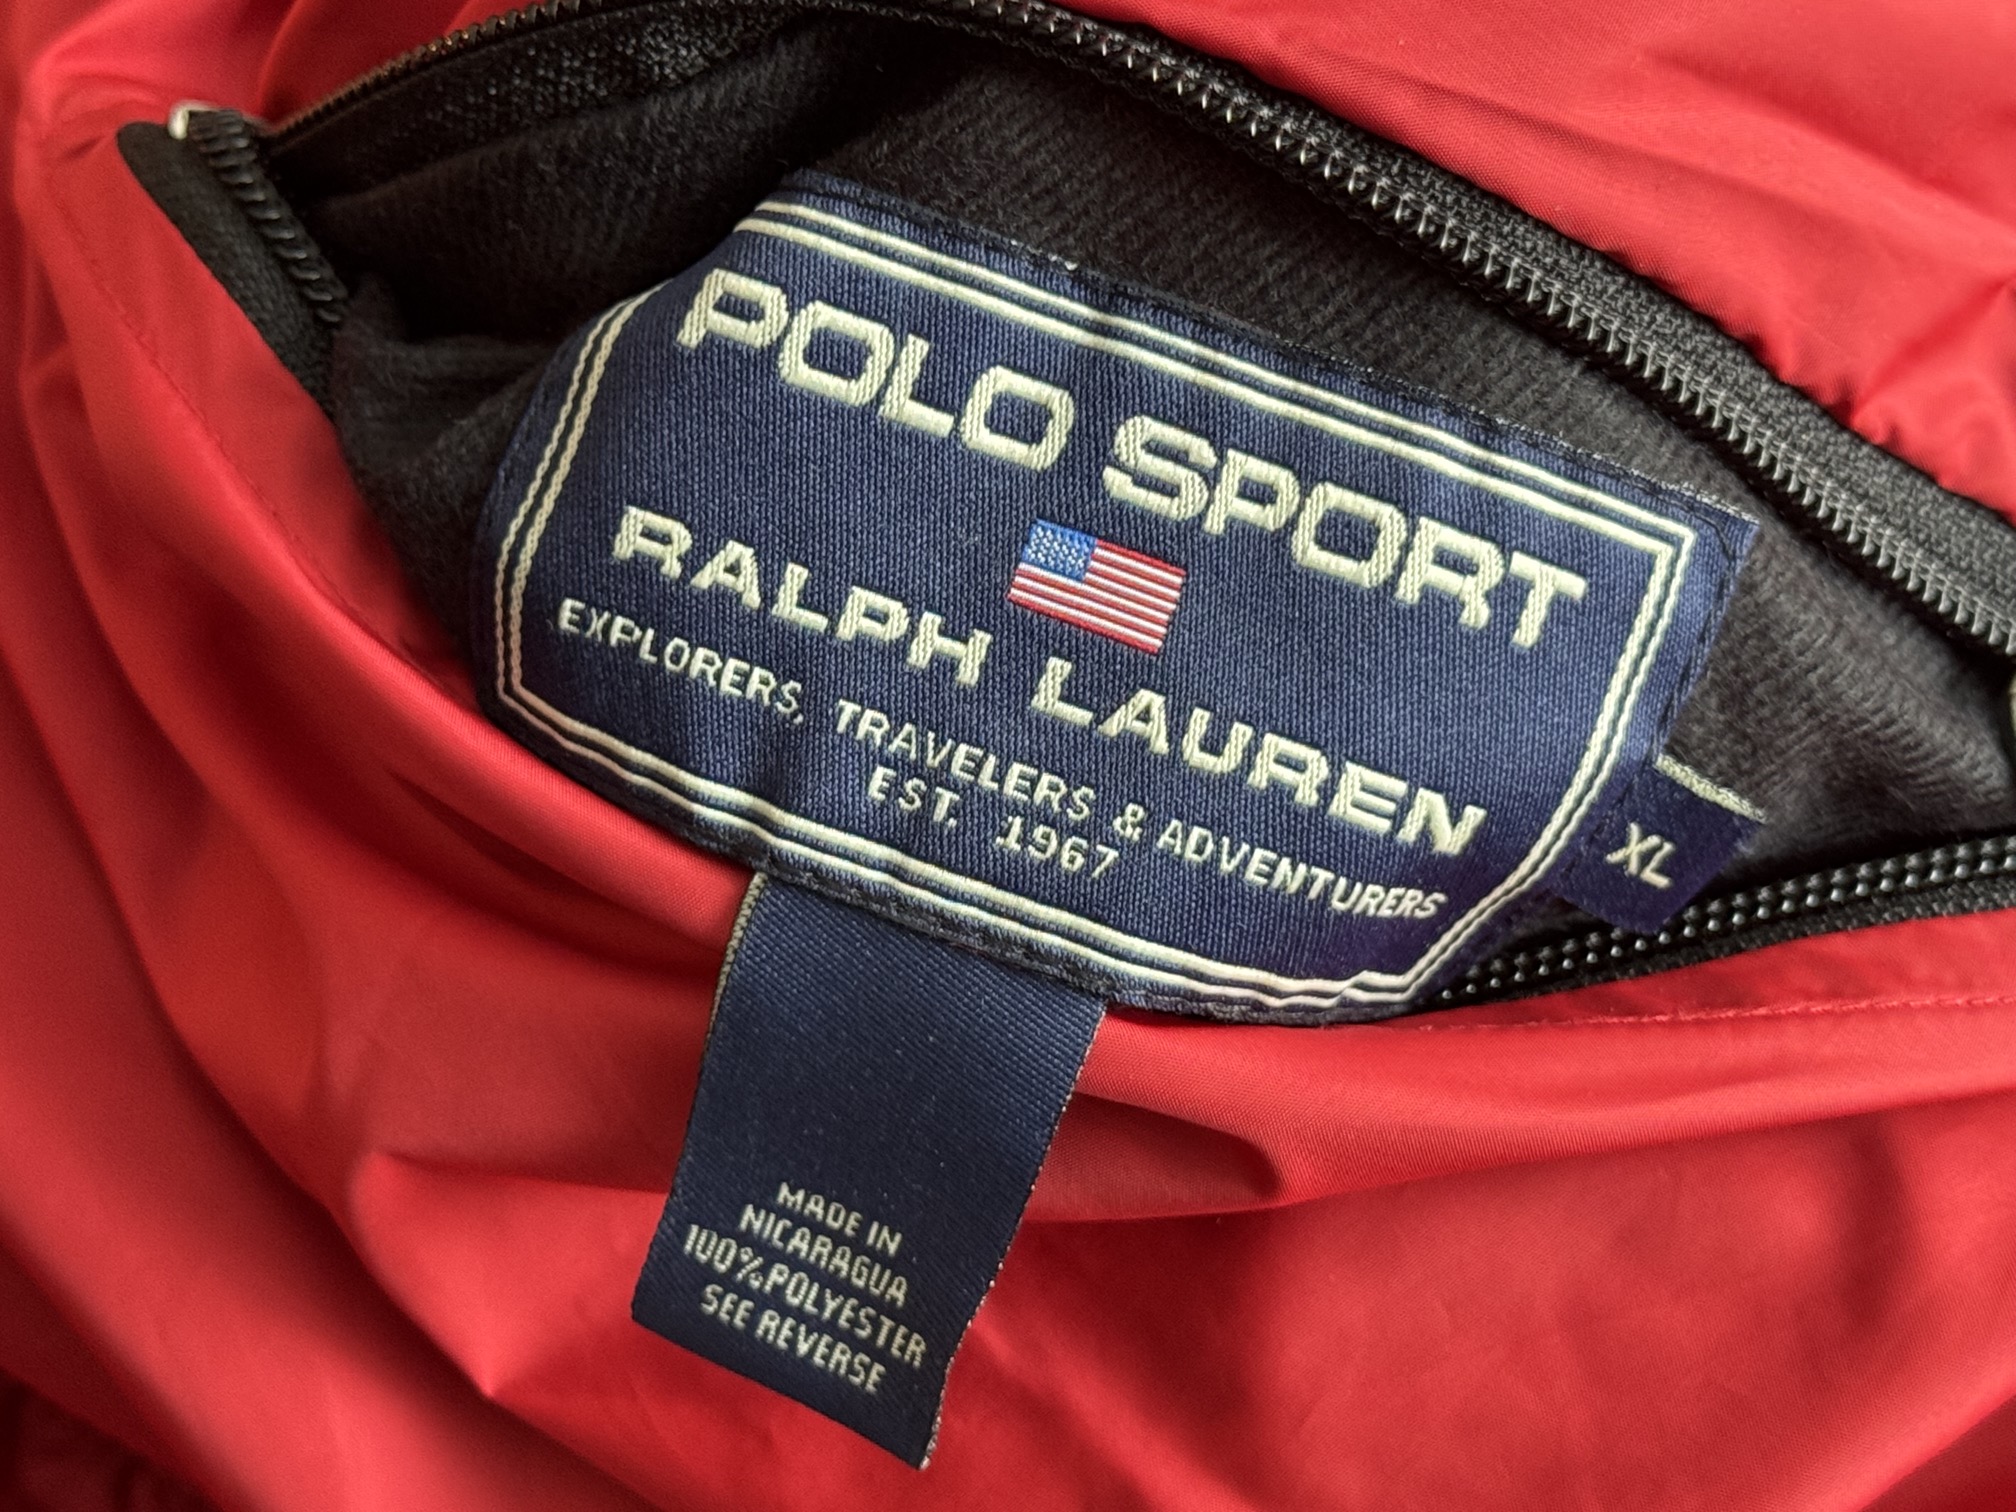 POLO SPORT
RALPH LAUREN
EXPLORERS, TRAVELERS & ADVENTURERS
EST. 1967
XL
MADE IN
NICARAGUA
100% POLYESTER
SEE REVERSE